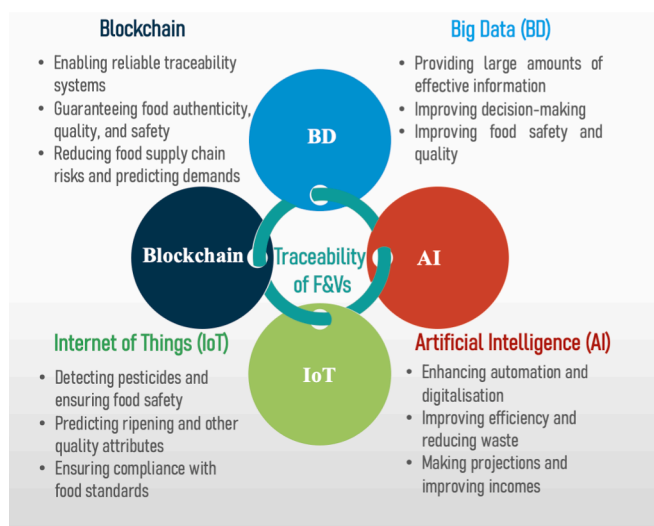 Blockchain
• Enabling reliable traceability
systems
• Guaranteeing food authenticity,
quality, and safety
• Reducing food supply chain
risks and predicting demands
Big Data (BD)
• Providing large amounts of
effective information
• Improving decision-making
• Improving food safety and
quality
BD
Blockchain
Traceability
of F&Vs
AI
IoT
Internet of Things (IoT)
• Detecting pesticides and
ensuring food safety
• Predicting ripening and other
quality attributes
• Ensuring compliance with
food standards
Artificial Intelligence (AI)
• Enhancing automation and
digitalisation
• Improving efficiency and
reducing waste
• Making projections and
improving incomes